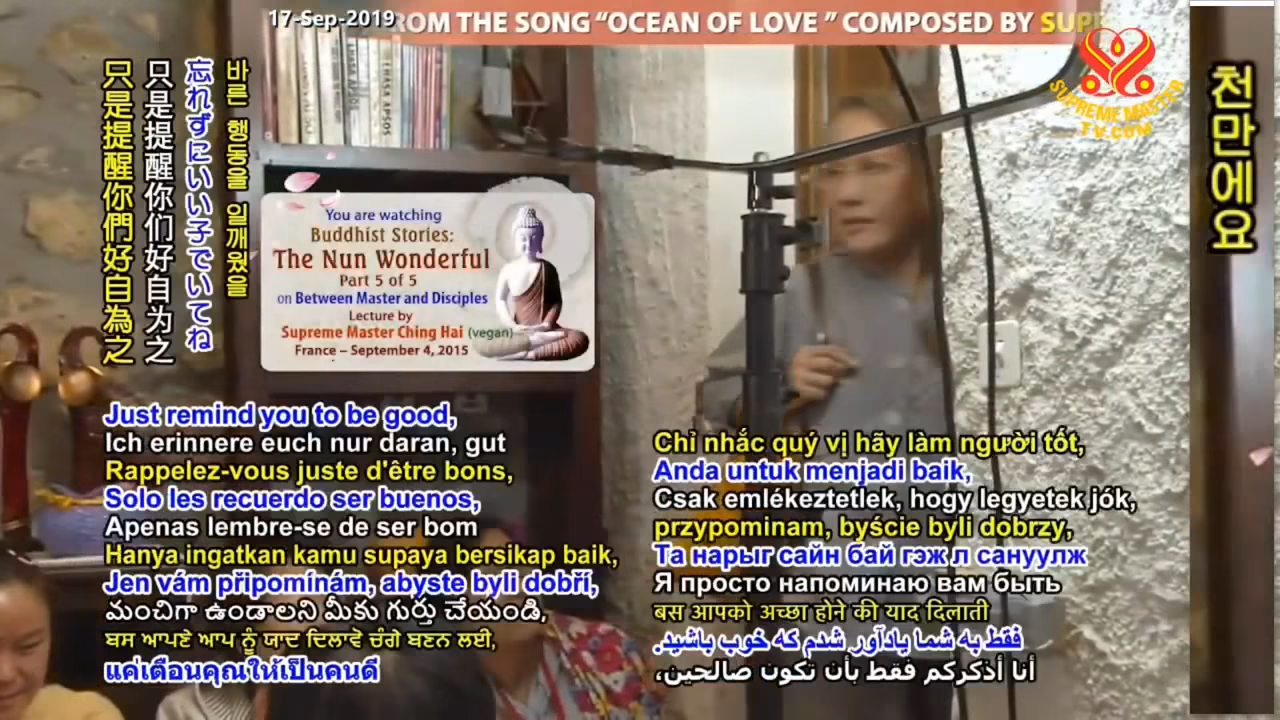 17-Sep-2019
ROM THE SONG “OCEAN OF LOVE ” COMPOSED BY SUP
SUPREME MASTER
TV.COM
LHASA APSOS
只是提醒你們好自為之
只是提醒你们好自为之
忘れずにいい子でいてね
바른 행동을 일깨웠을
천만에요
You are watching
Buddhist Stories:
The Nun Wonderful
Part 5 of 5
on Between Master and Disciples
Lecture by
Supreme Master Ching Hai (vegan)
France – September 4, 2015
Just remind you to be good,
Ich erinnere euch nur daran, gut
Rappelez-vous juste d'être bons,
Solo les recuerdo ser buenos,
Apenas lembre-se de ser bom
Hanya ingatkan kamu supaya bersikap baik,
Jen vám připomínám, abyste byli dobří,
మంచిగా ఉండాలని మీకు గుర్తు చేయండి,
ਬਸ ਆਪਣੇ ਆਪ ਨੂੰ ਯਾਦ ਦਿਲਾਵੋ ਚੰਗੇ ਬਣਨ ਲਈ,
แค่เตือนคุณให้เป็นคนดี
Chỉ nhắc quý vị hãy làm người tốt,
Anda untuk menjadi baik,
Csak emlékeztetlek, hogy legyetek jók,
przypominam, byście byli dobrzy,
Та нарыг сайн бай гэж л сануулж
Я просто напоминаю вам быть
बस आपको अच्छा होने की याद दिलाती
فقط به شما یادآور شدم که خوب باشید.
أنا أذكركم فقط بأن تكون صالحين،